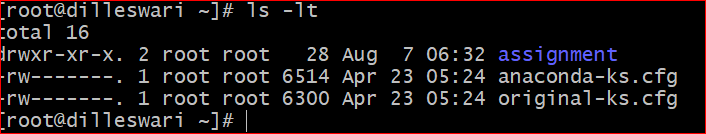 [root@dilleswari ~]# ls -lt
total 16
drwxr-xr-x. 2 root root   28 Aug  7 06:32 assignment
-rw-------. 1 root root 6514 Apr 23 05:24 anaconda-ks.cfg
-rw-------. 1 root root 6300 Apr 23 05:24 original-ks.cfg
[root@dilleswari ~]#